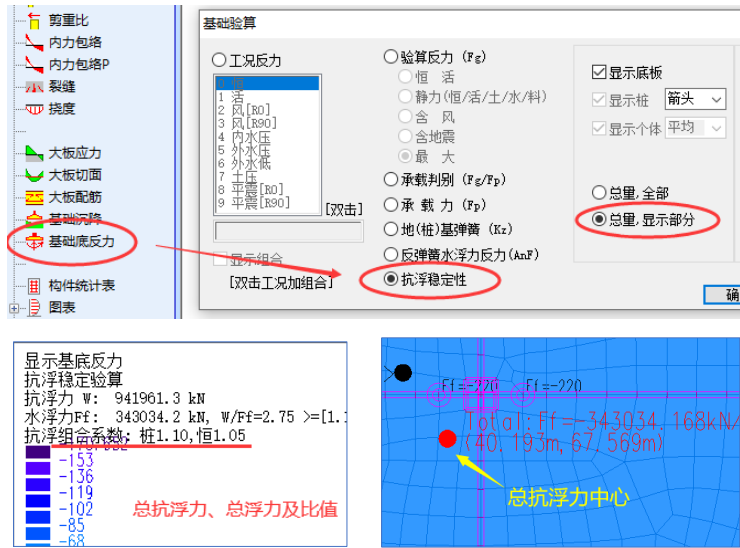 剪重比
内力包络
内力包络P
裂缝
挠度
大板应力
大板切面
大板配筋
基础沉降
基础底反力
构件统计表
图表
基础验算
工况反力
1 活
2 风,[R0]
3 风,[R90]
4 内水压
5 外水压
6 外水低
7 土压
8 平震[R0]
9 平震[R90]
[双击]
显示组合
[双击工况加组合]
验算反力 (Fg)
恒 活
静力(恒/活/土/水/料)
含 风
含地震
最 大
承载判别 (Fg/Fp)
承 载 力 (Fp)
地(桩)基弹簧 (Kz)
反弹簧水浮力反力(AnF)
抗浮稳定性
显示底板
显示桩 箭头
显示个体 平均
总量,全部
总量,显示部分
确
显示基底反力
抗浮稳定验算
抗浮力 W: 941961.3 kN
水浮力Ff: 343034.2 kN, W/Ff=2.75 >=[1.
抗浮组合系数: 桩1.10,恒1.05
-153
-136
-119
-102
-85
-68
总抗浮力、总浮力及比值
Ff=-220 Ff=-220
Total:Ff=-343034.168kN/
(40.193m,67.569m)
总抗浮力中心